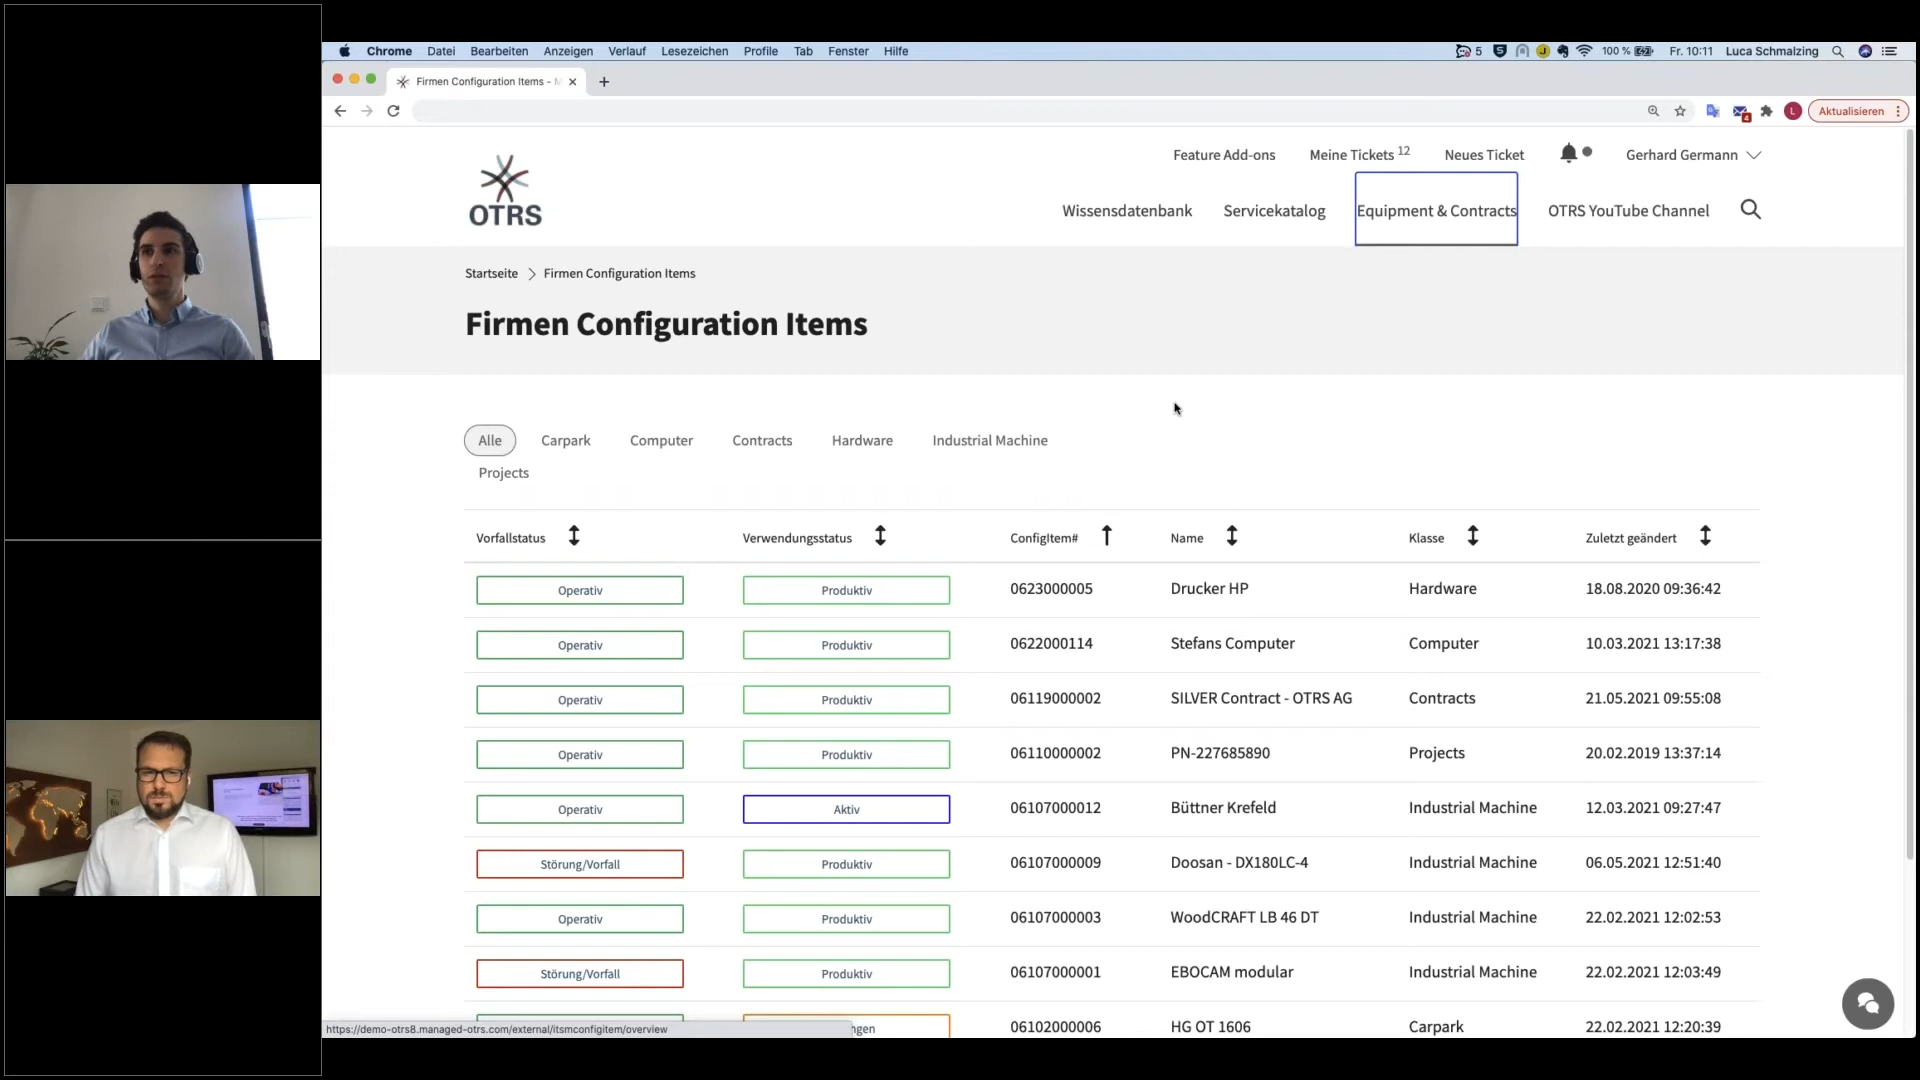 Chrome Datei Bearbeiten Anzeigen Verlauf Lesezeichen Profile Tab Fenster Hilfe 5 100 % Fr. 10:11 Luca Schmalzing
Firmen Configuration Items -
L Aktualisieren
Feature Add-ons Meine Tickets 12 Neues Ticket Gerhard Germann
OTRS
Wissensdatenbank Servicekatalog Equipment & Contracts OTRS YouTube Channel
Startseite Firmen Configuration Items
Firmen Configuration Items
Alle Carpark Computer Contracts Hardware Industrial Machine
Projects
Vorfallstatus Verwendungsstatus ConfigItem# Name Klasse Zuletzt geändert
Operativ Produktiv 0623000005 Drucker HP Hardware 18.08.2020 09:36:42
Operativ Produktiv 0622000114 Stefans Computer Computer 10.03.2021 13:17:38
Operativ Produktiv 06119000002 SILVER Contract - OTRS AG Contracts 21.05.2021 09:55:08
Operativ Produktiv 06110000002 PN-227685890 Projects 20.02.2019 13:37:14
Operativ Aktiv 06107000012 Büttner Krefeld Industrial Machine 12.03.2021 09:27:47
Störung/Vorfall Produktiv 06107000009 Doosan - DX180LC-4 Industrial Machine 06.05.2021 12:51:40
Operativ Produktiv 06107000003 WoodCRAFT LB 46 DT Industrial Machine 22.02.2021 12:02:53
Störung/Vorfall Produktiv 06107000001 EBOCAM modular Industrial Machine 22.02.2021 12:03:49
ngen 06102000006 HG OT 1606 Carpark 22.02.2021 12:20:39
https://demo-otrs8.managed-otrs.com/external/itsmconfigitem/overview